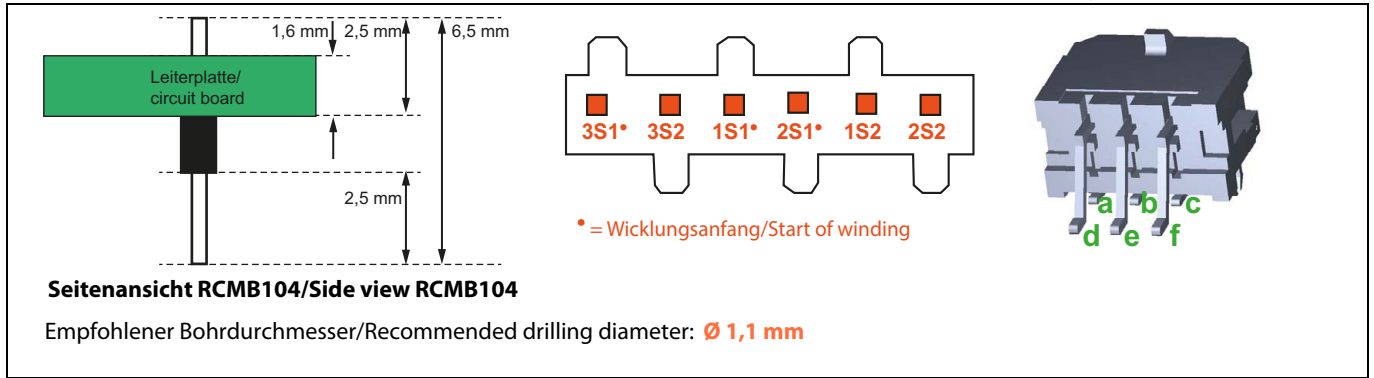 1,6 mm 2,5 mm 6,5 mm
Leiterplatte/
circuit board
2,5 mm
3S1• 3S2 1S1• 2S1• 1S2 2S2
• = Wicklungsanfang/Start of winding
a b c
d e f
Seitenansicht RCMB104/Side view RCMB104
Empfohlener Bohrdurchmesser/Recommended drilling diameter: Ø 1,1 mm